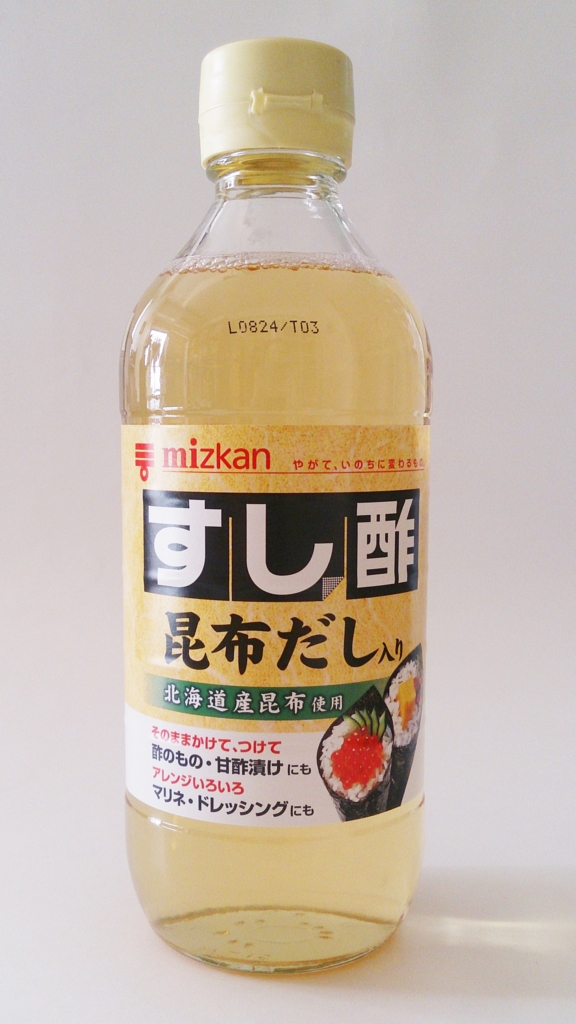 L0824/T03
mizkan やがて、いのちに変わるもの。
すし酢
昆布だし入り
北海道産昆布使用
そのままかけて、つけて
酢のもの・甘酢漬けにも
アレンジいろいろ
マリネ・ドレッシングにも